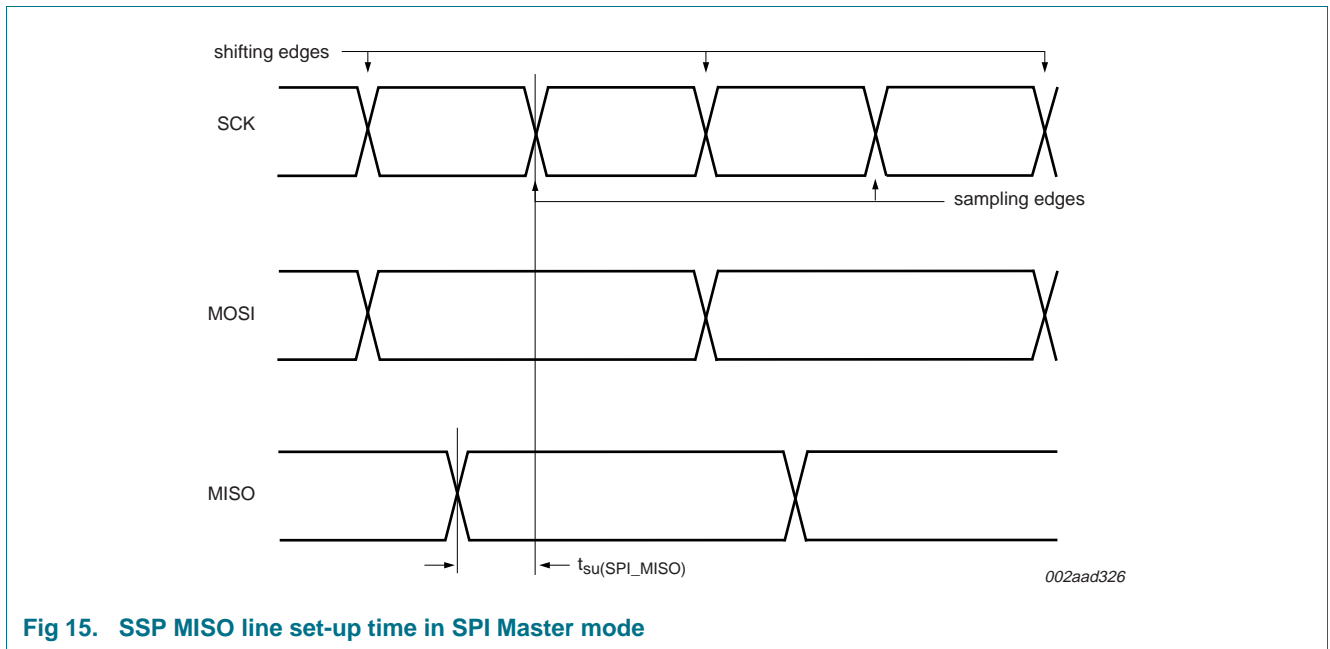 shifting edges
SCK
sampling edges
MOSI
MISO
tsu(SPI_MISO)
002aad326
Fig 15. SSP MISO line set-up time in SPI Master mode